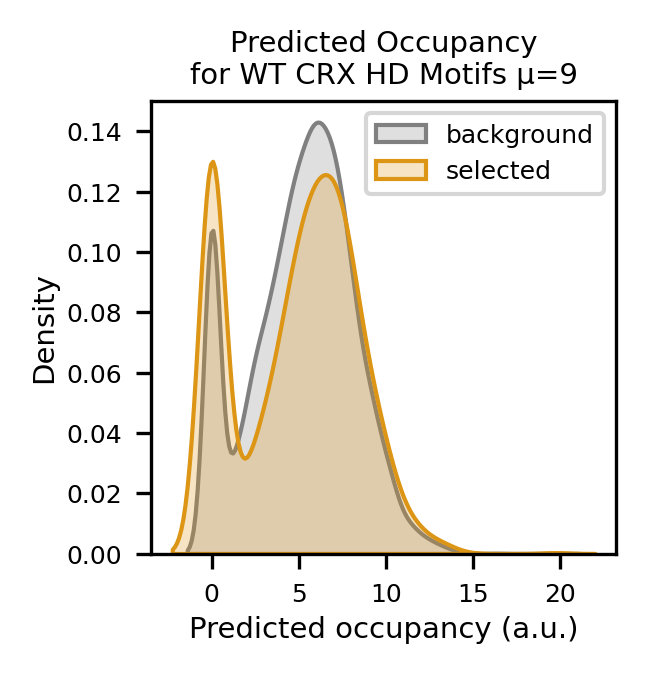 Predicted Occupancy
for WT CRX HD Motifs μ=9
background
selected
Density
0.14
0.12
0.10
0.08
0.06
0.04
0.02
0.00
0 5 10 15 20
Predicted occupancy (a.u.)